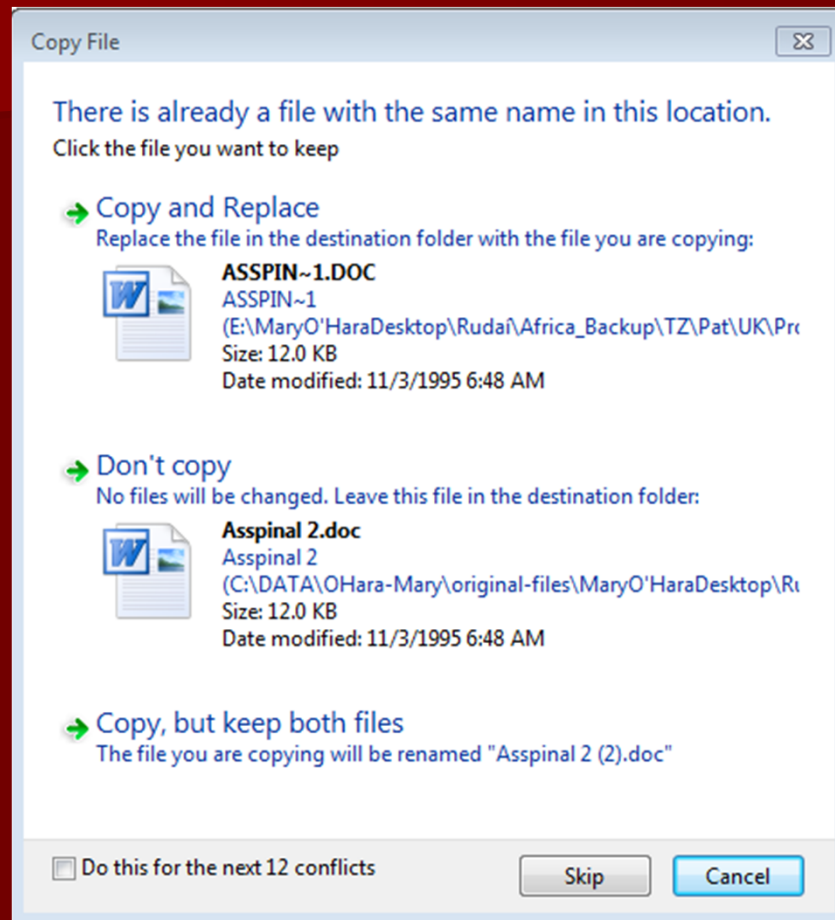 Copy File
There is already a file with the same name in this location.
Click the file you want to keep
Copy and Replace
Replace the file in the destination folder with the file you are copying:
ASSPIN~1.DOC
ASSPIN~1
(E:\MaryO'HaraDesktop\Rudaí\Africa_Backup\TZ\Pat\UK\Pro
Size: 12.0 KB
Date modified: 11/3/1995 6:48 AM
Don't copy
No files will be changed. Leave this file in the destination folder:
Asspinal 2.doc
Asspinal 2
(C:\DATA\OHara-Mary\original-files\MaryO'HaraDesktop\Ru
Size: 12.0 KB
Date modified: 11/3/1995 6:48 AM
Copy, but keep both files
The file you are copying will be renamed "Asspinal 2 (2).doc"
Do this for the next 12 conflicts
Skip
Cancel